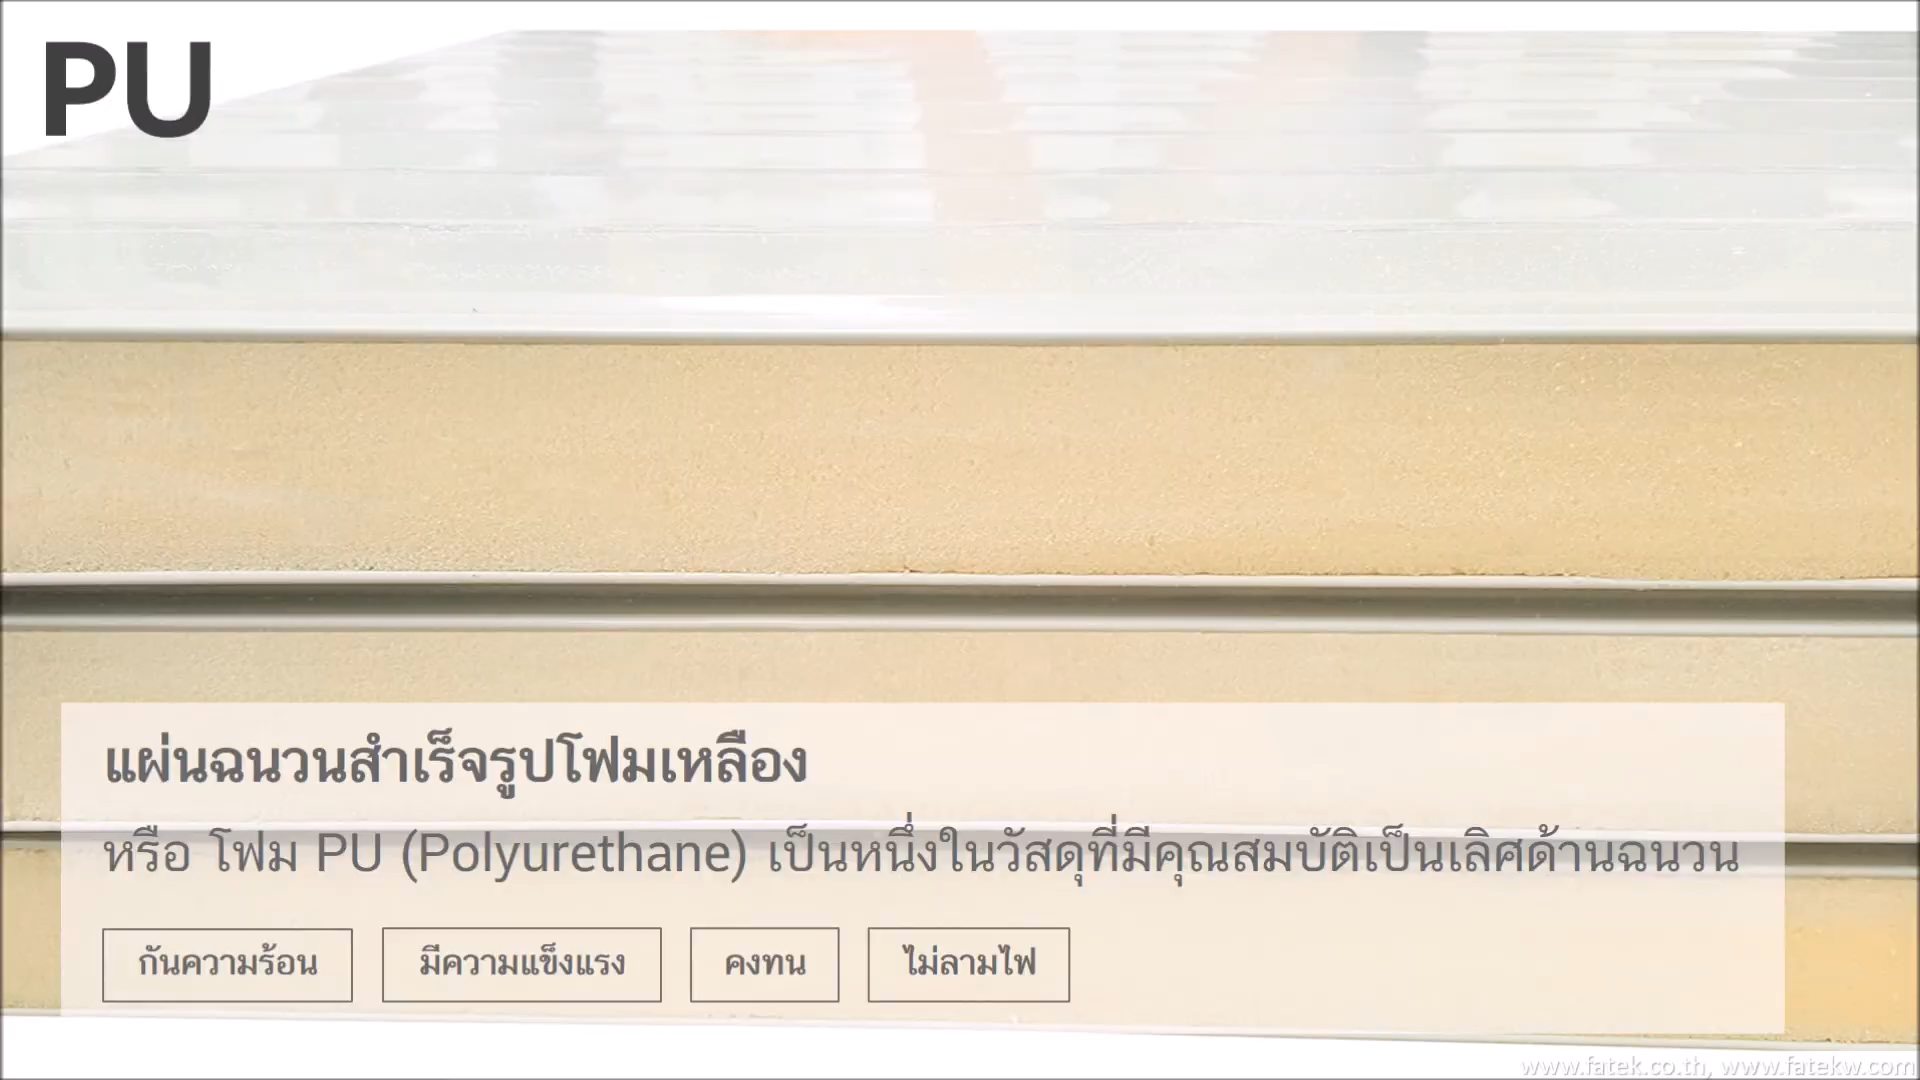 PU
แผ่นฉนวนสำเร็จรูปโฟมเหลือง
หรือ โฟม PU (Polyurethane) เป็นหนึ่งในวัสดุที่มีคุณสมบัติเป็นเลิศด้านฉนวน
กันความร้อน มีความแข็งแรง คงทน ไม่ลามไฟ
www.fatek.co.th, www.fatekw.com